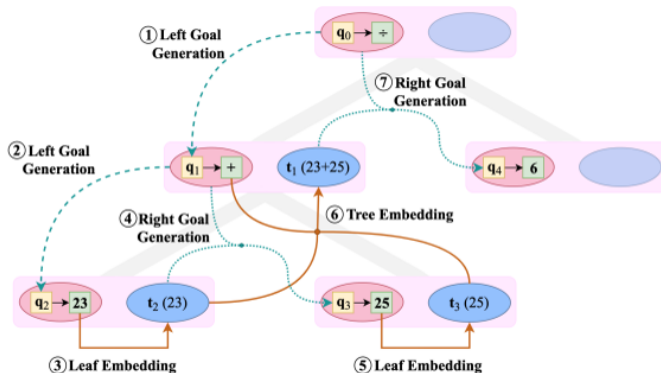 ① Left Goal
Generation
q0 → ÷
⑦ Right Goal
Generation
② Left Goal
Generation
q1 → +
t1 (23+25)
q4 → 6
④ Right Goal
Generation
⑥ Tree Embedding
q2 → 23
t2 (23)
q3 → 25
t3 (25)
③ Leaf Embedding
⑤ Leaf Embedding